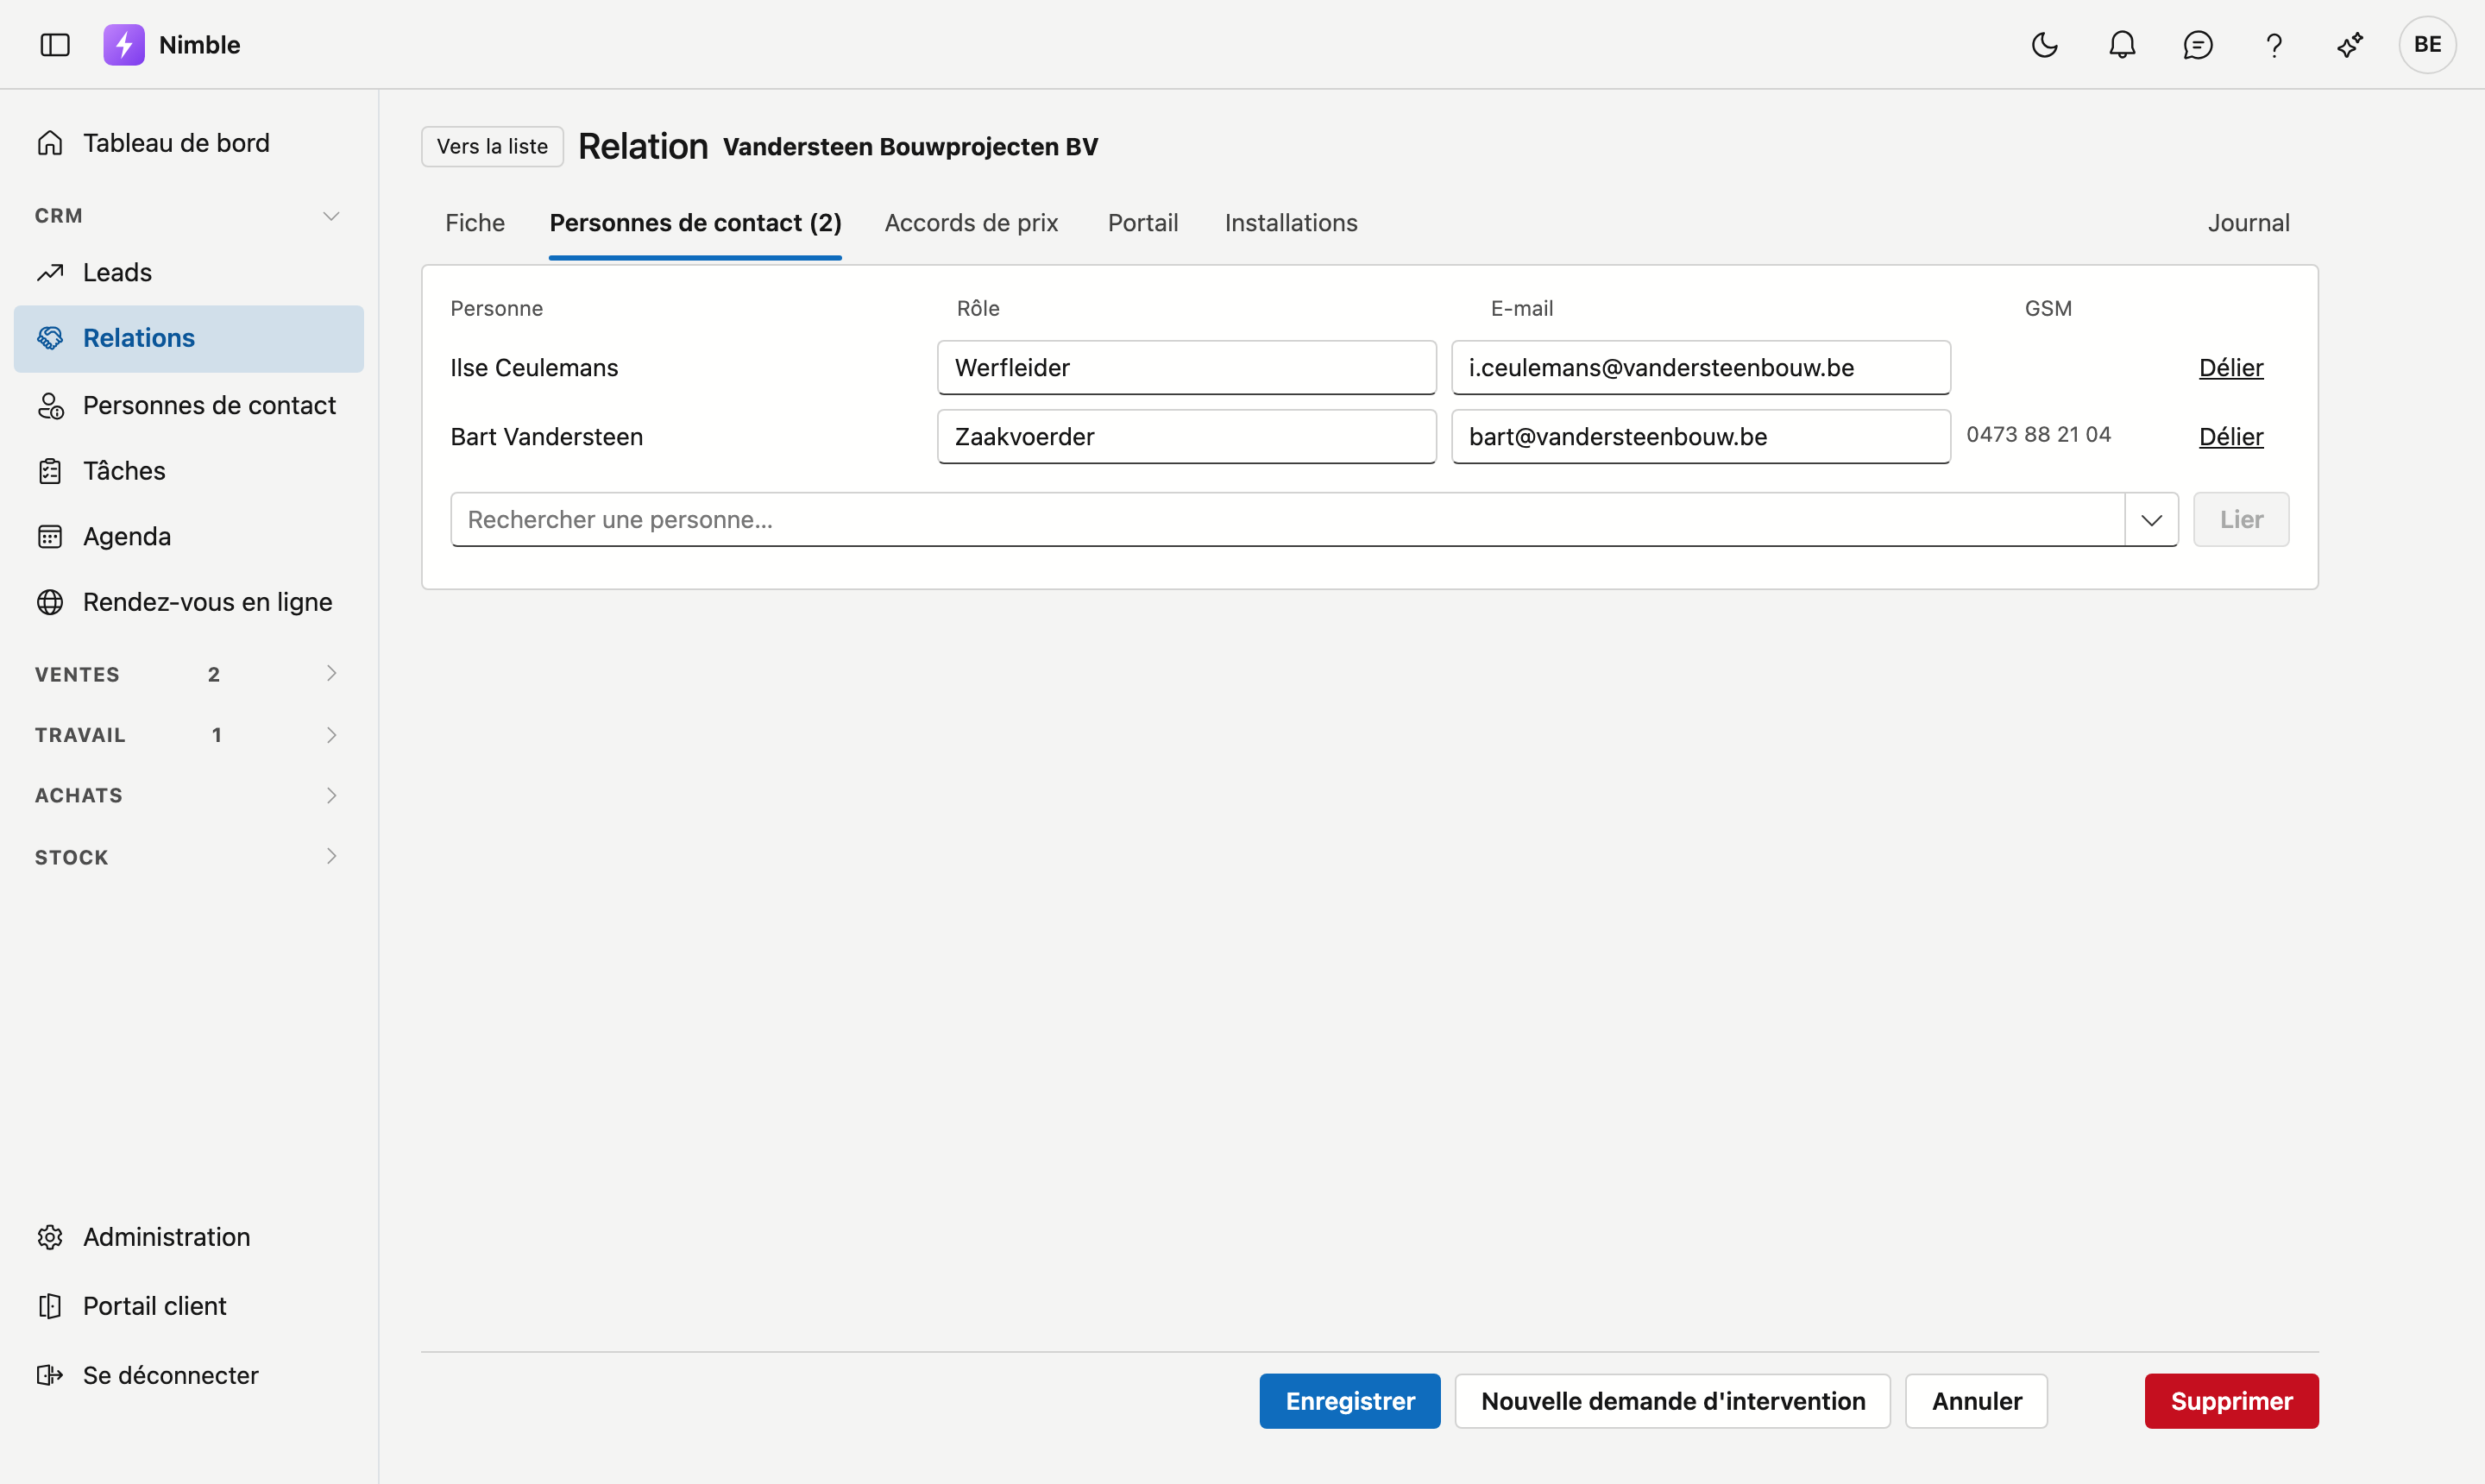 Nimble
BE
Tableau de bord
CRM
Leads
Relations
Personnes de contact
Tâches
Agenda
Rendez-vous en ligne
VENTES 2
TRAVAIL 1
ACHATS
STOCK
Administration
Portail client
Se déconnecter
Vers la liste Relation Vandersteen Bouwprojecten BV
Fiche Personnes de contact (2) Accords de prix Portail Installations Journal
Personne Rôle E-mail GSM
Ilse Ceulemans Werfleider i.ceulemans@vandersteenbouw.be Délier
Bart Vandersteen Zaakvoerder bart@vandersteenbouw.be 0473 88 21 04 Délier
Rechercher une personne... Lier
Enregistrer Nouvelle demande d'intervention Annuler Supprimer